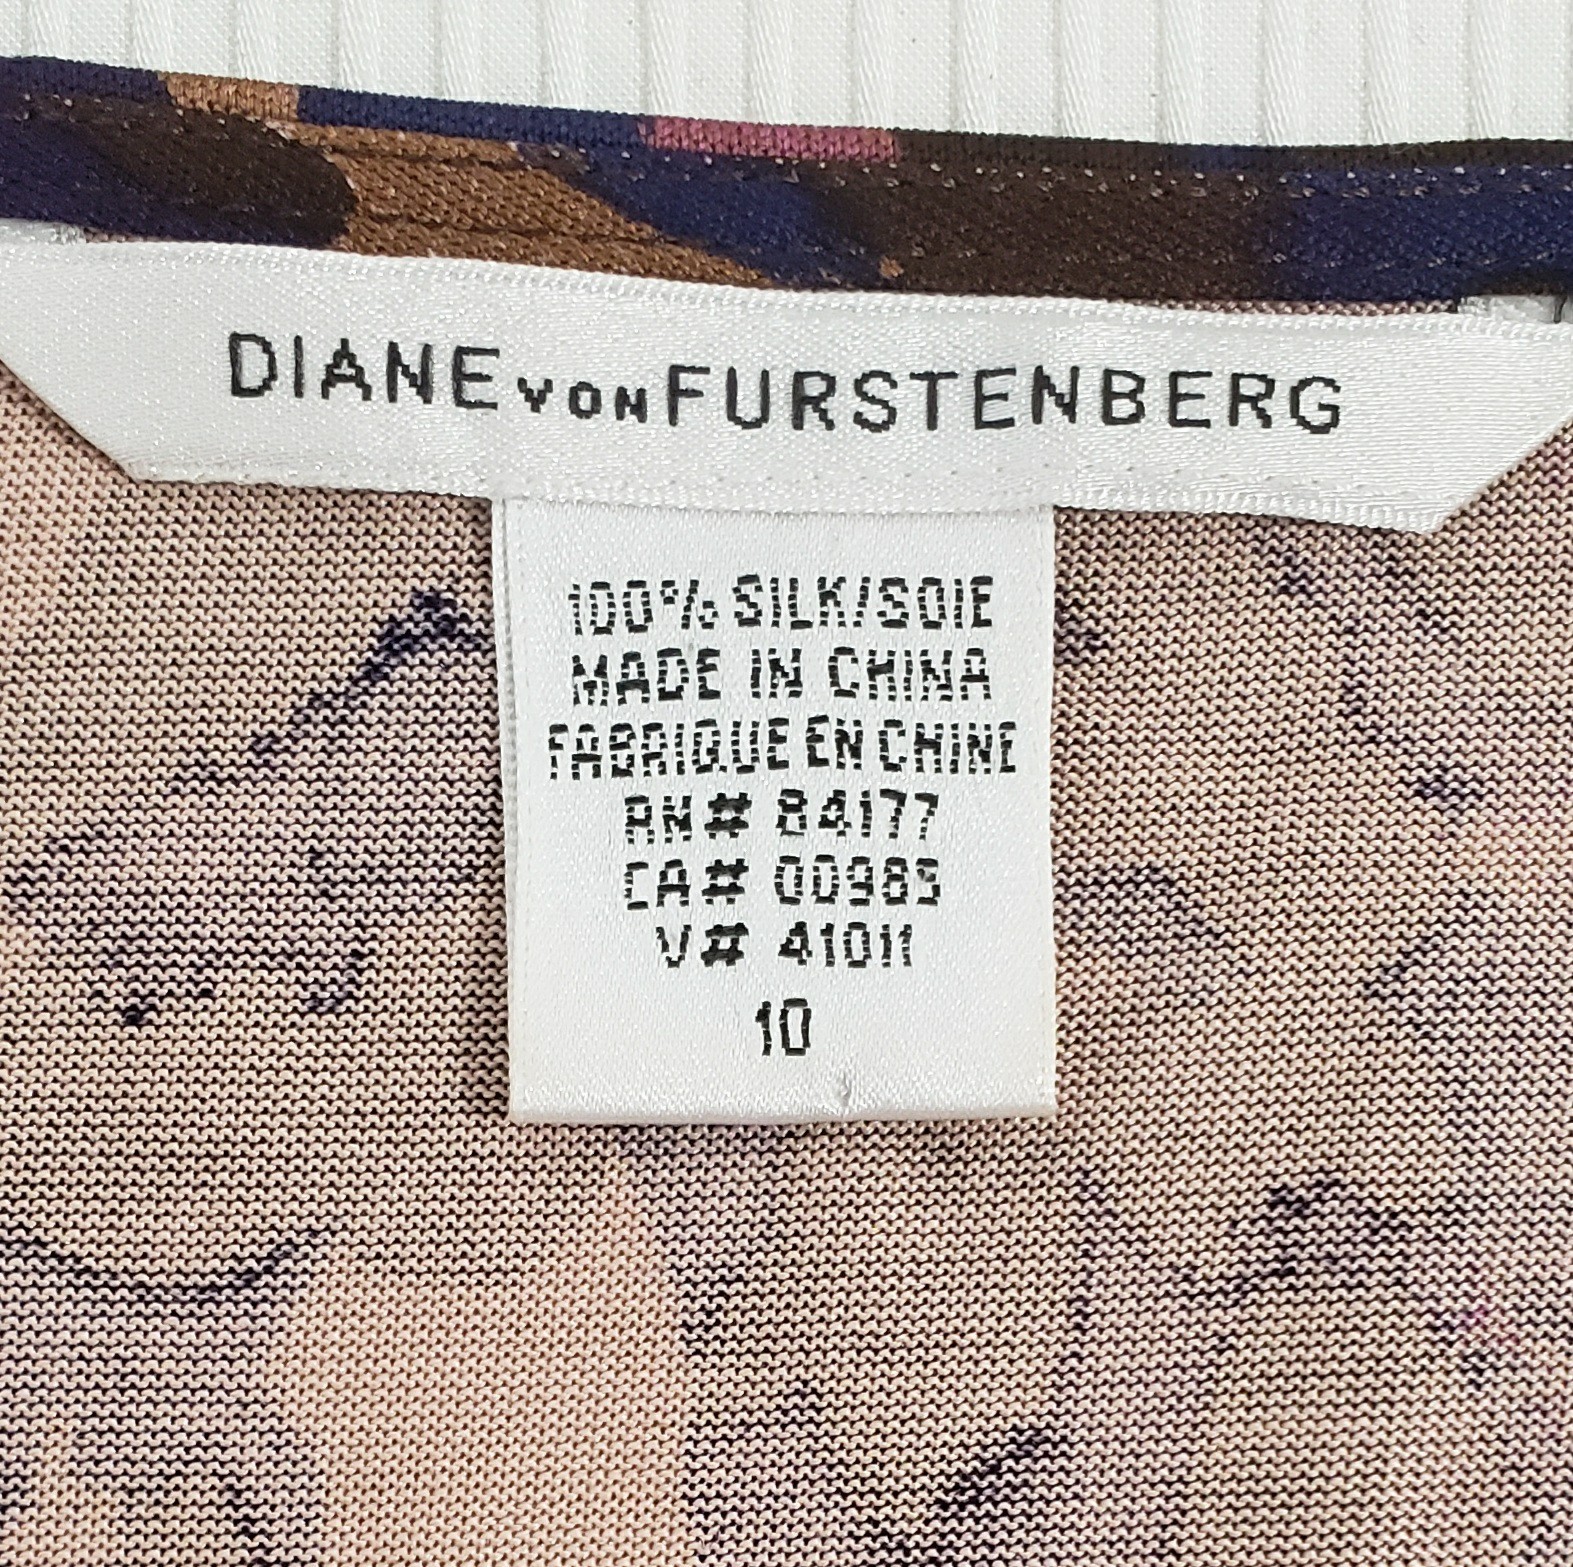 DIANE VON FURSTENBERG
100% SILK/SOIE
MADE IN CHINA
FABRIQUE EN CHINE
RN# 84177
CA# 00985
V# 41011
10